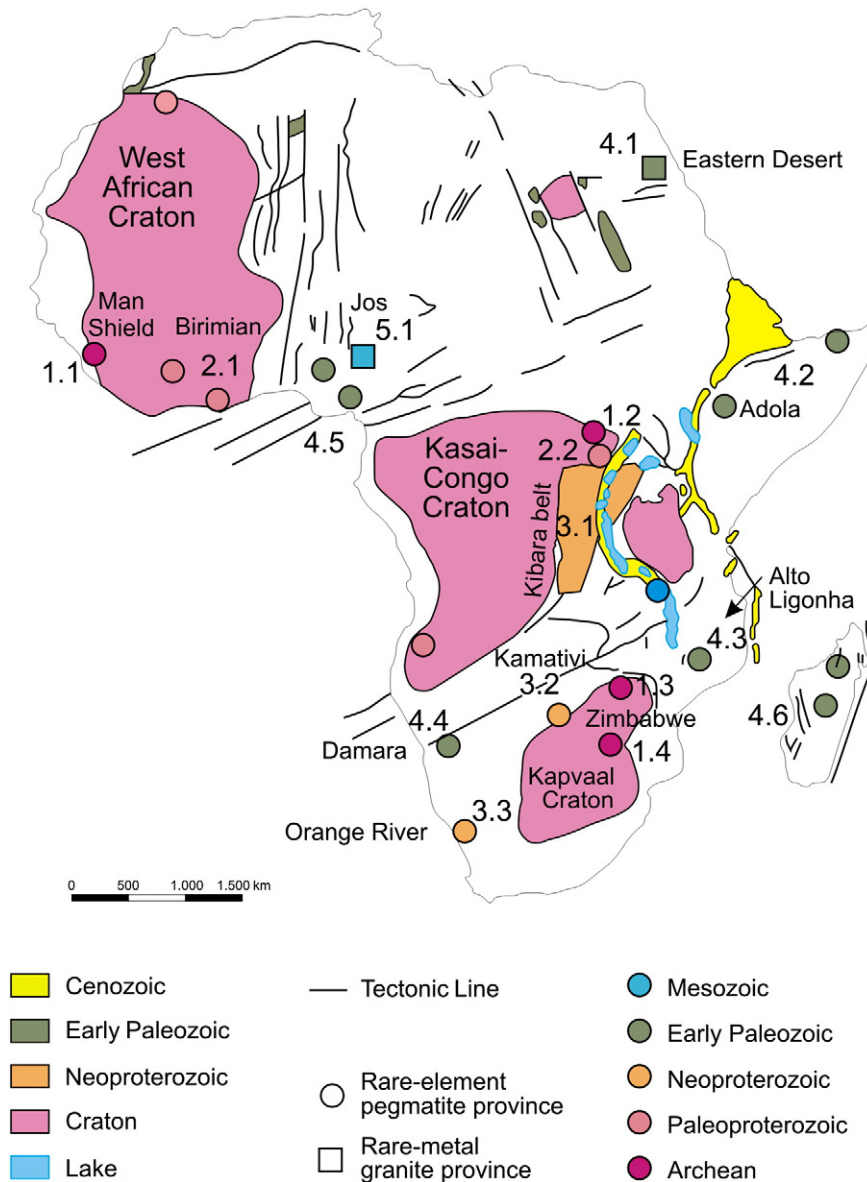 4.1
Eastern Desert
West
African
Craton
Man
Shield
Birimian
Jos
5.1
1.1
2.1
4.2
Adola
4.5
1.2
2.2
Kasai-
Congo
Craton
Kibara belt
3.1
Alto
Ligonha
4.3
Kamativi
3.2
1.3
Zimbabwe
4.6
4.4
Damara
1.4
Kapvaal
Craton
3.3
Orange River
0 500 1.000 1.500 km
Cenozoic
Early Paleozoic
Neoproterozoic
Craton
Lake
Tectonic Line
Rare-element
pegmatite province
Rare-metal
granite province
Mesozoic
Early Paleozoic
Neoproterozoic
Paleoproterozoic
Archean